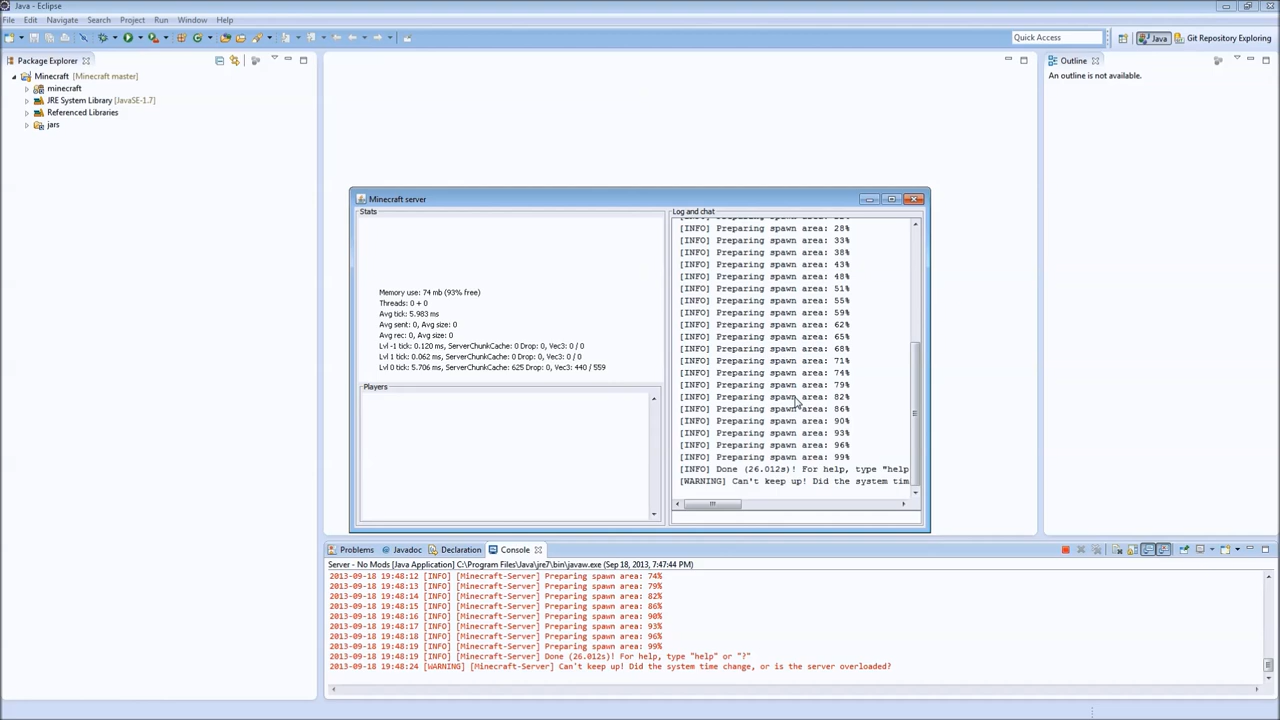 Java - Eclipse
File Edit Navigate Search Project Run Window Help
Quick Access
Java
Git Repository Exploring
Package Explorer
Minecraft [Minecraft master]
minecraft
JRE System Library [JavaSE-1.7]
Referenced Libraries
jars
Outline
An outline is not available.
Minecraft server
Stats
Memory use: 74 mb (93% free)
Threads: 0 + 0
Avg tick: 5.983 ms
Avg sent: 0, Avg size: 0
Avg rec: 0, Avg size: 0
Lvl -1 tick: 0.120 ms, ServerChunkCache: 0 Drop: 0, Vec3: 0 / 0
Lvl 1 tick: 0.062 ms, ServerChunkCache: 0 Drop: 0, Vec3: 0 / 0
Lvl 0 tick: 5.706 ms, ServerChunkCache: 625 Drop: 0, Vec3: 440 / 559
Players
Log and chat
[INFO] Preparing spawn area: 28%
[INFO] Preparing spawn area: 33%
[INFO] Preparing spawn area: 38%
[INFO] Preparing spawn area: 43%
[INFO] Preparing spawn area: 48%
[INFO] Preparing spawn area: 51%
[INFO] Preparing spawn area: 55%
[INFO] Preparing spawn area: 59%
[INFO] Preparing spawn area: 62%
[INFO] Preparing spawn area: 65%
[INFO] Preparing spawn area: 68%
[INFO] Preparing spawn area: 71%
[INFO] Preparing spawn area: 74%
[INFO] Preparing spawn area: 79%
[INFO] Preparing spawn area: 82%
[INFO] Preparing spawn area: 86%
[INFO] Preparing spawn area: 90%
[INFO] Preparing spawn area: 93%
[INFO] Preparing spawn area: 96%
[INFO] Preparing spawn area: 99%
[INFO] Done (26.012s)! For help, type "help
[WARNING] Can't keep up! Did the system tim
Problems Javadoc Declaration Console
Server - No Mods [Java Application] C:\Program Files\Java\jre7\bin\javaw.exe (Sep 18, 2013, 7:47:44 PM)
2013-09-18 19:48:12 [INFO] [Minecraft-Server] Preparing spawn area: 74%
2013-09-18 19:48:13 [INFO] [Minecraft-Server] Preparing spawn area: 79%
2013-09-18 19:48:14 [INFO] [Minecraft-Server] Preparing spawn area: 82%
2013-09-18 19:48:15 [INFO] [Minecraft-Server] Preparing spawn area: 86%
2013-09-18 19:48:16 [INFO] [Minecraft-Server] Preparing spawn area: 90%
2013-09-18 19:48:17 [INFO] [Minecraft-Server] Preparing spawn area: 93%
2013-09-18 19:48:18 [INFO] [Minecraft-Server] Preparing spawn area: 96%
2013-09-18 19:48:19 [INFO] [Minecraft-Server] Preparing spawn area: 99%
2013-09-18 19:48:19 [INFO] [Minecraft-Server] Done (26.012s)! For help, type "help" or "?"
2013-09-18 19:48:24 [WARNING] [Minecraft-Server] Can't keep up! Did the system time change, or is the server overloaded?